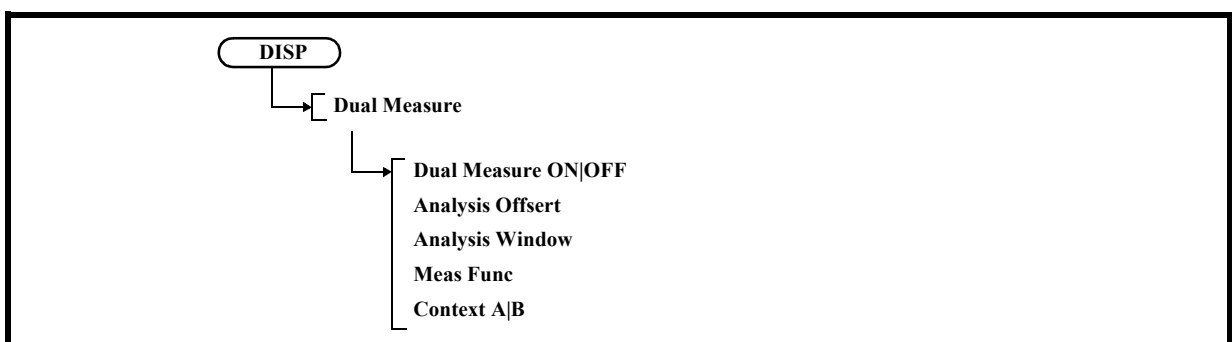 DISP
Dual Measure
Dual Measure ON|OFF
Analysis Offsert
Analysis Window
Meas Func
Context A|B